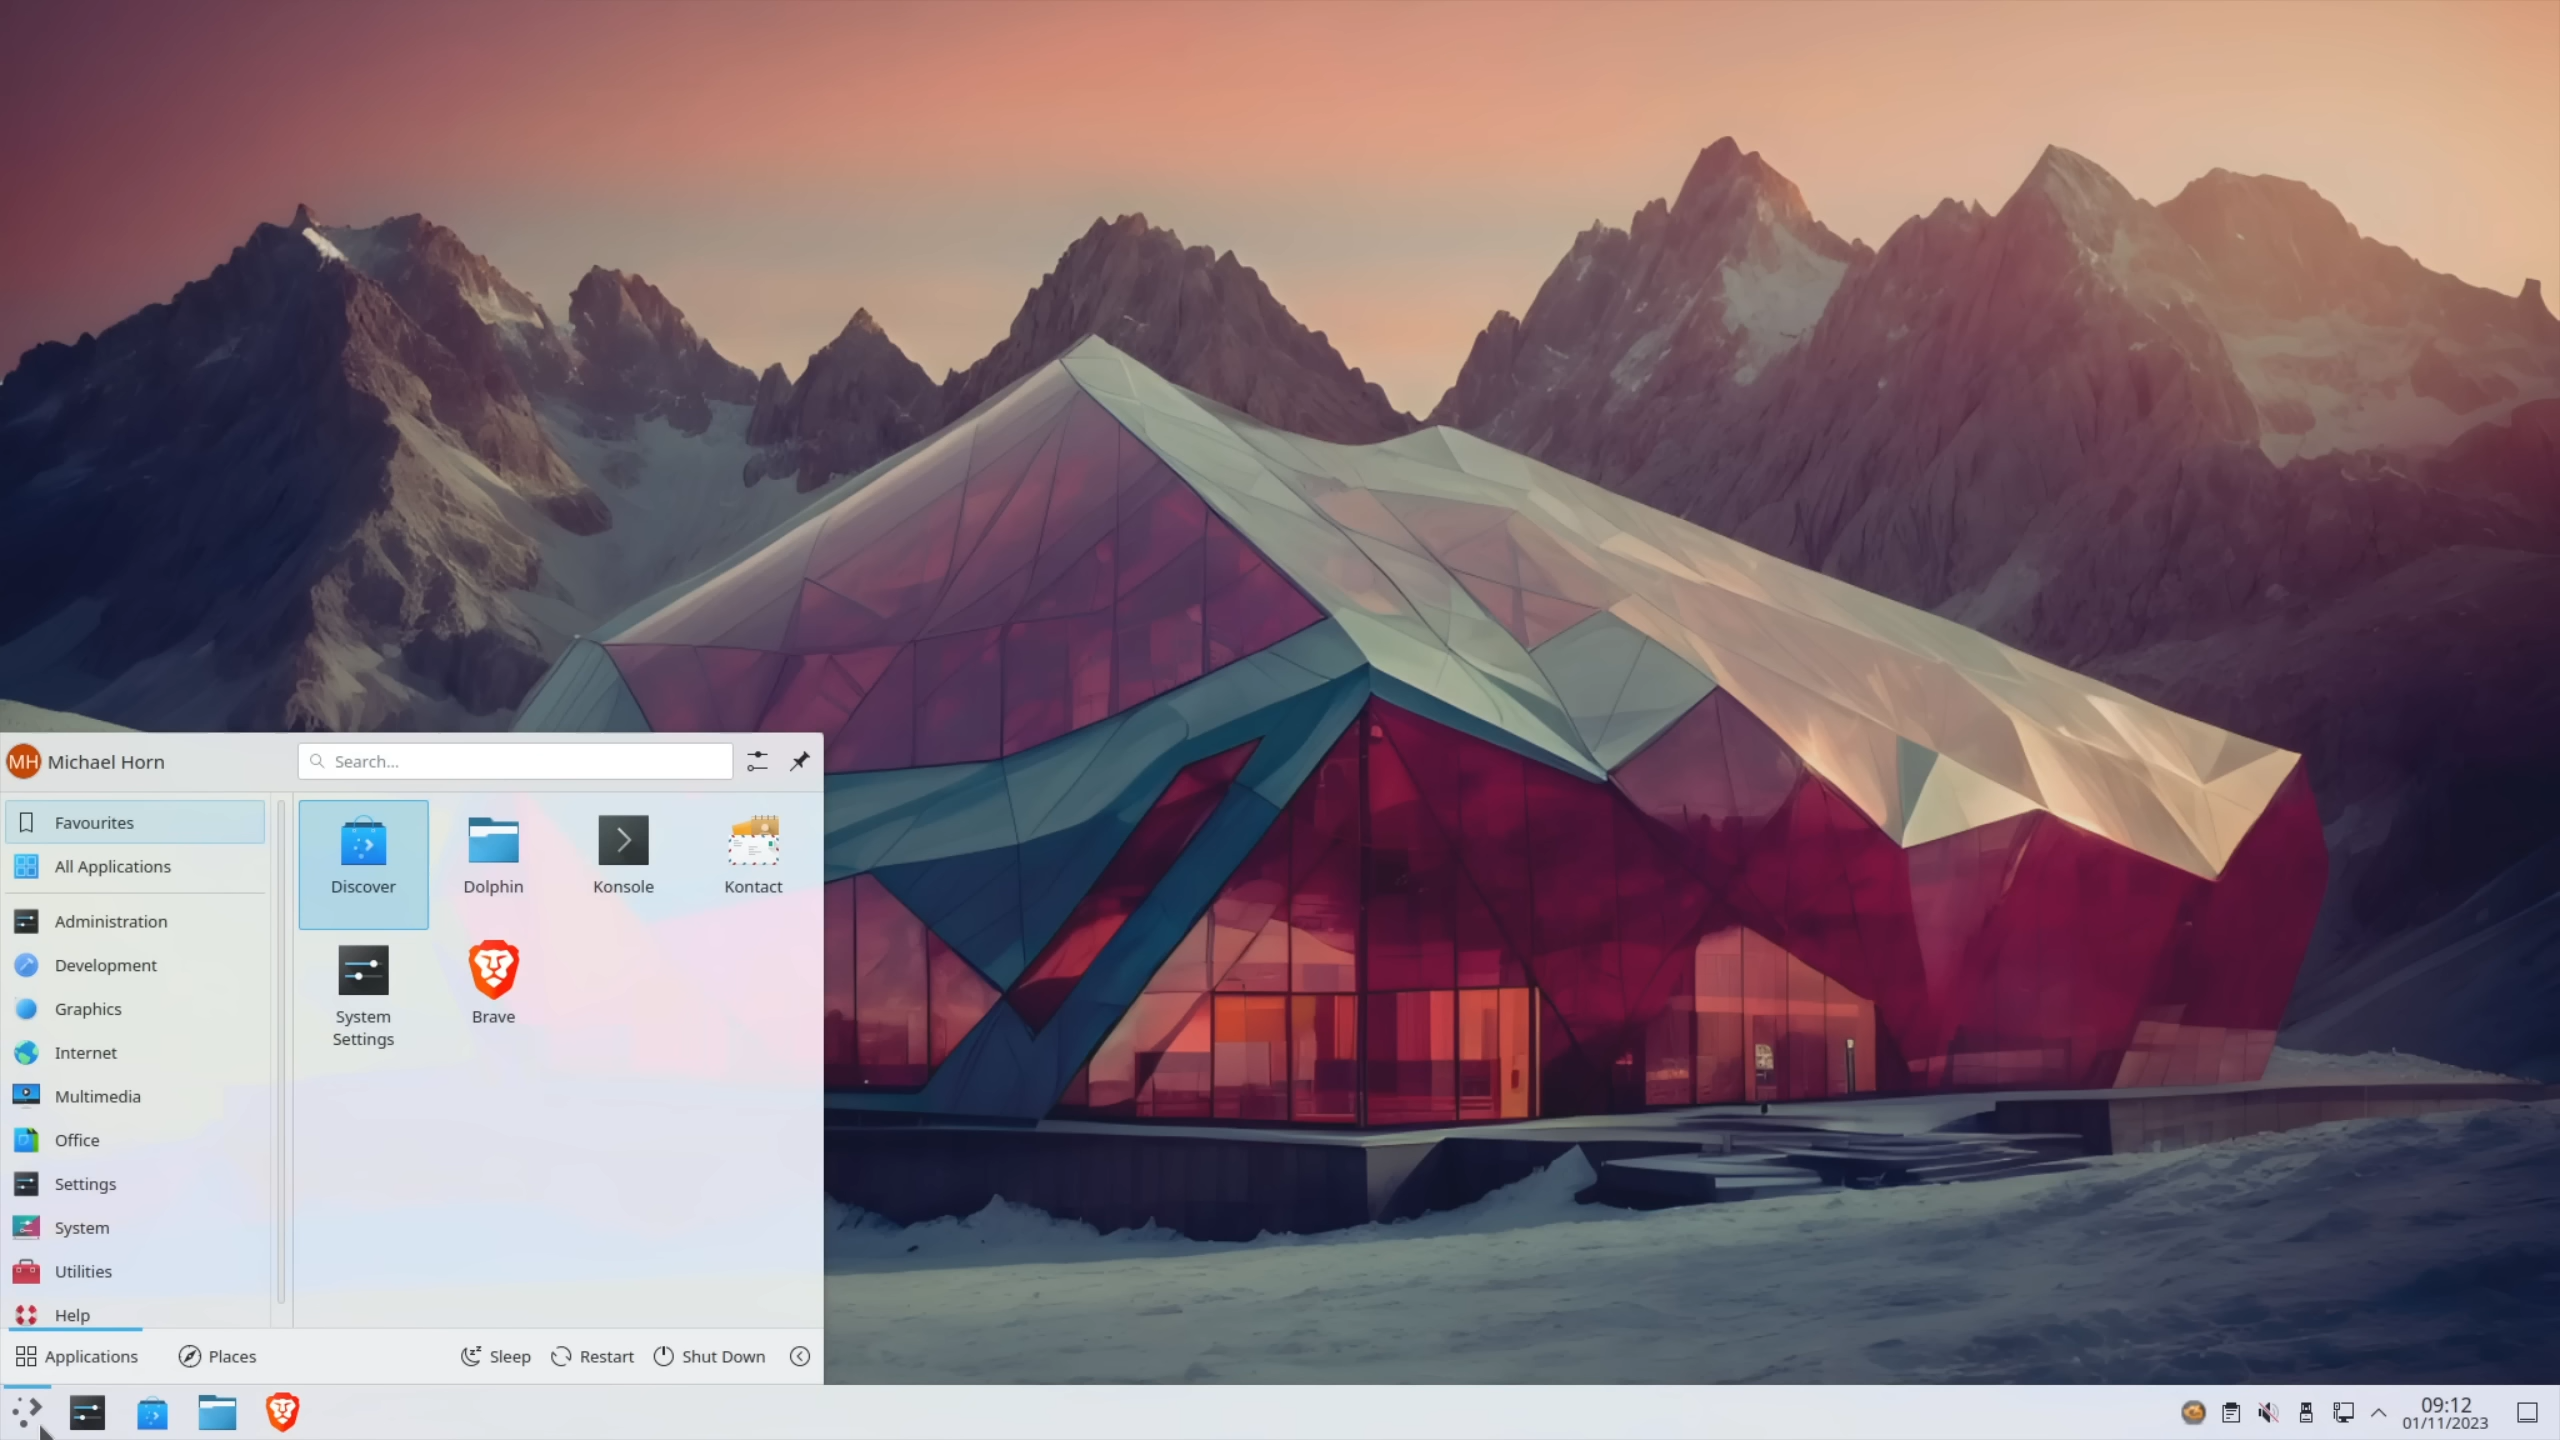 MH Michael Horn
Search...
Favourites
All Applications
Administration
Development
Graphics
Internet
Multimedia
Office
Settings
System
Utilities
Help
Discover
Dolphin
Konsole
Kontact
System
Settings
Brave
Applications
Places
Sleep
Restart
Shut Down
09:12
01/11/2023